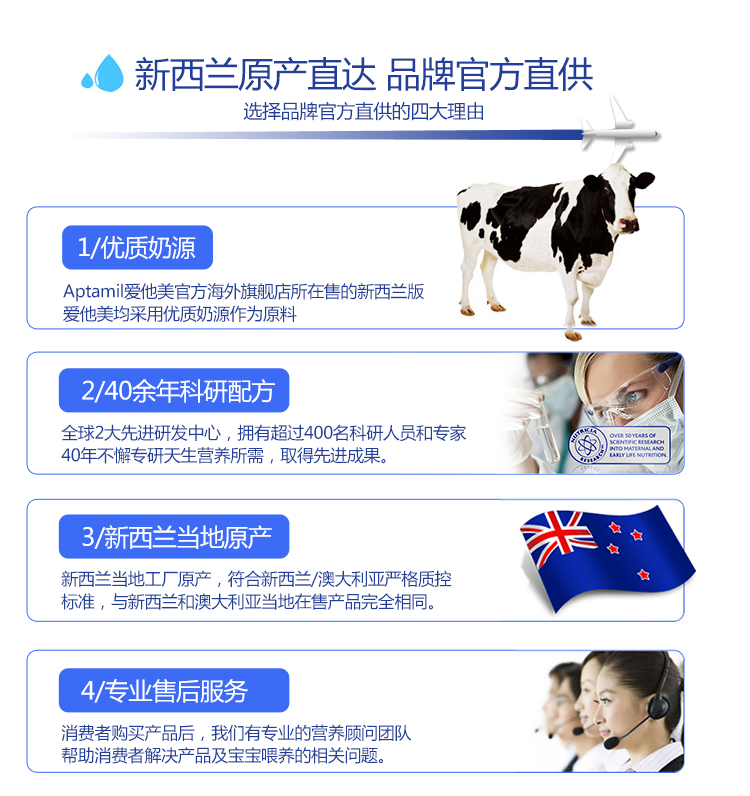 新西兰原产直达 品牌官方直供
选择品牌官方直供的四大理由
1/优质奶源
Aptamil爱他美官方海外旗舰店所在售的新西兰版
爱他美均采用优质奶源作为原料
2/40余年科研配方
全球2大先进研发中心，拥有超过400名科研人员和专家
40年不懈专研天生营养所需，取得先进成果。
NUTRICIA
RESEARCH
OVER 50 YEARS OF
SCIENTIFIC RESEARCH
INTO MATERNAL AND
EARLY LIFE NUTRITION.
3/新西兰当地原产
新西兰当地工厂原产，符合新西兰/澳大利亚严格质控
标准，与新西兰和澳大利亚当地在售产品完全相同。
4/专业售后服务
消费者购买产品后，我们有专业的营养顾问团队
帮助消费者解决产品及宝宝喂养的相关问题。